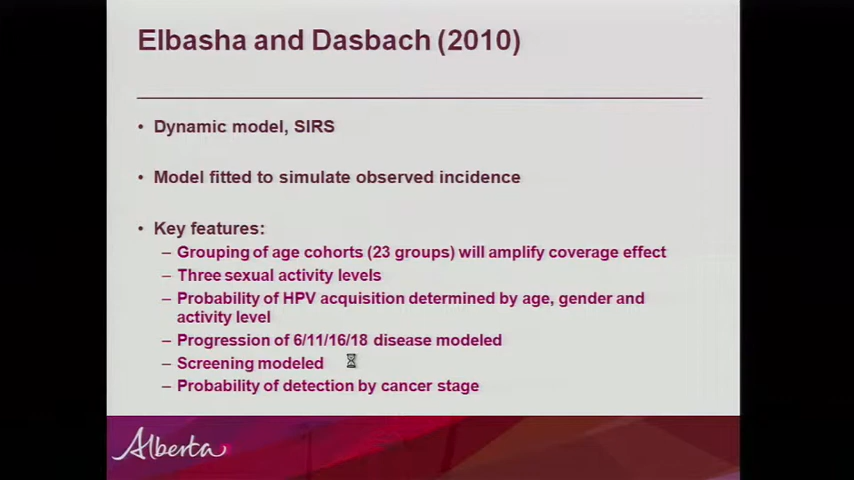 Elbasha and Dasbach (2010)
• Dynamic model, SIRS
• Model fitted to simulate observed incidence
• Key features:
– Grouping of age cohorts (23 groups) will amplify coverage effect
– Three sexual activity levels
– Probability of HPV acquisition determined by age, gender and
activity level
– Progression of 6/11/16/18 disease modeled
– Screening modeled
– Probability of detection by cancer stage
Alberta